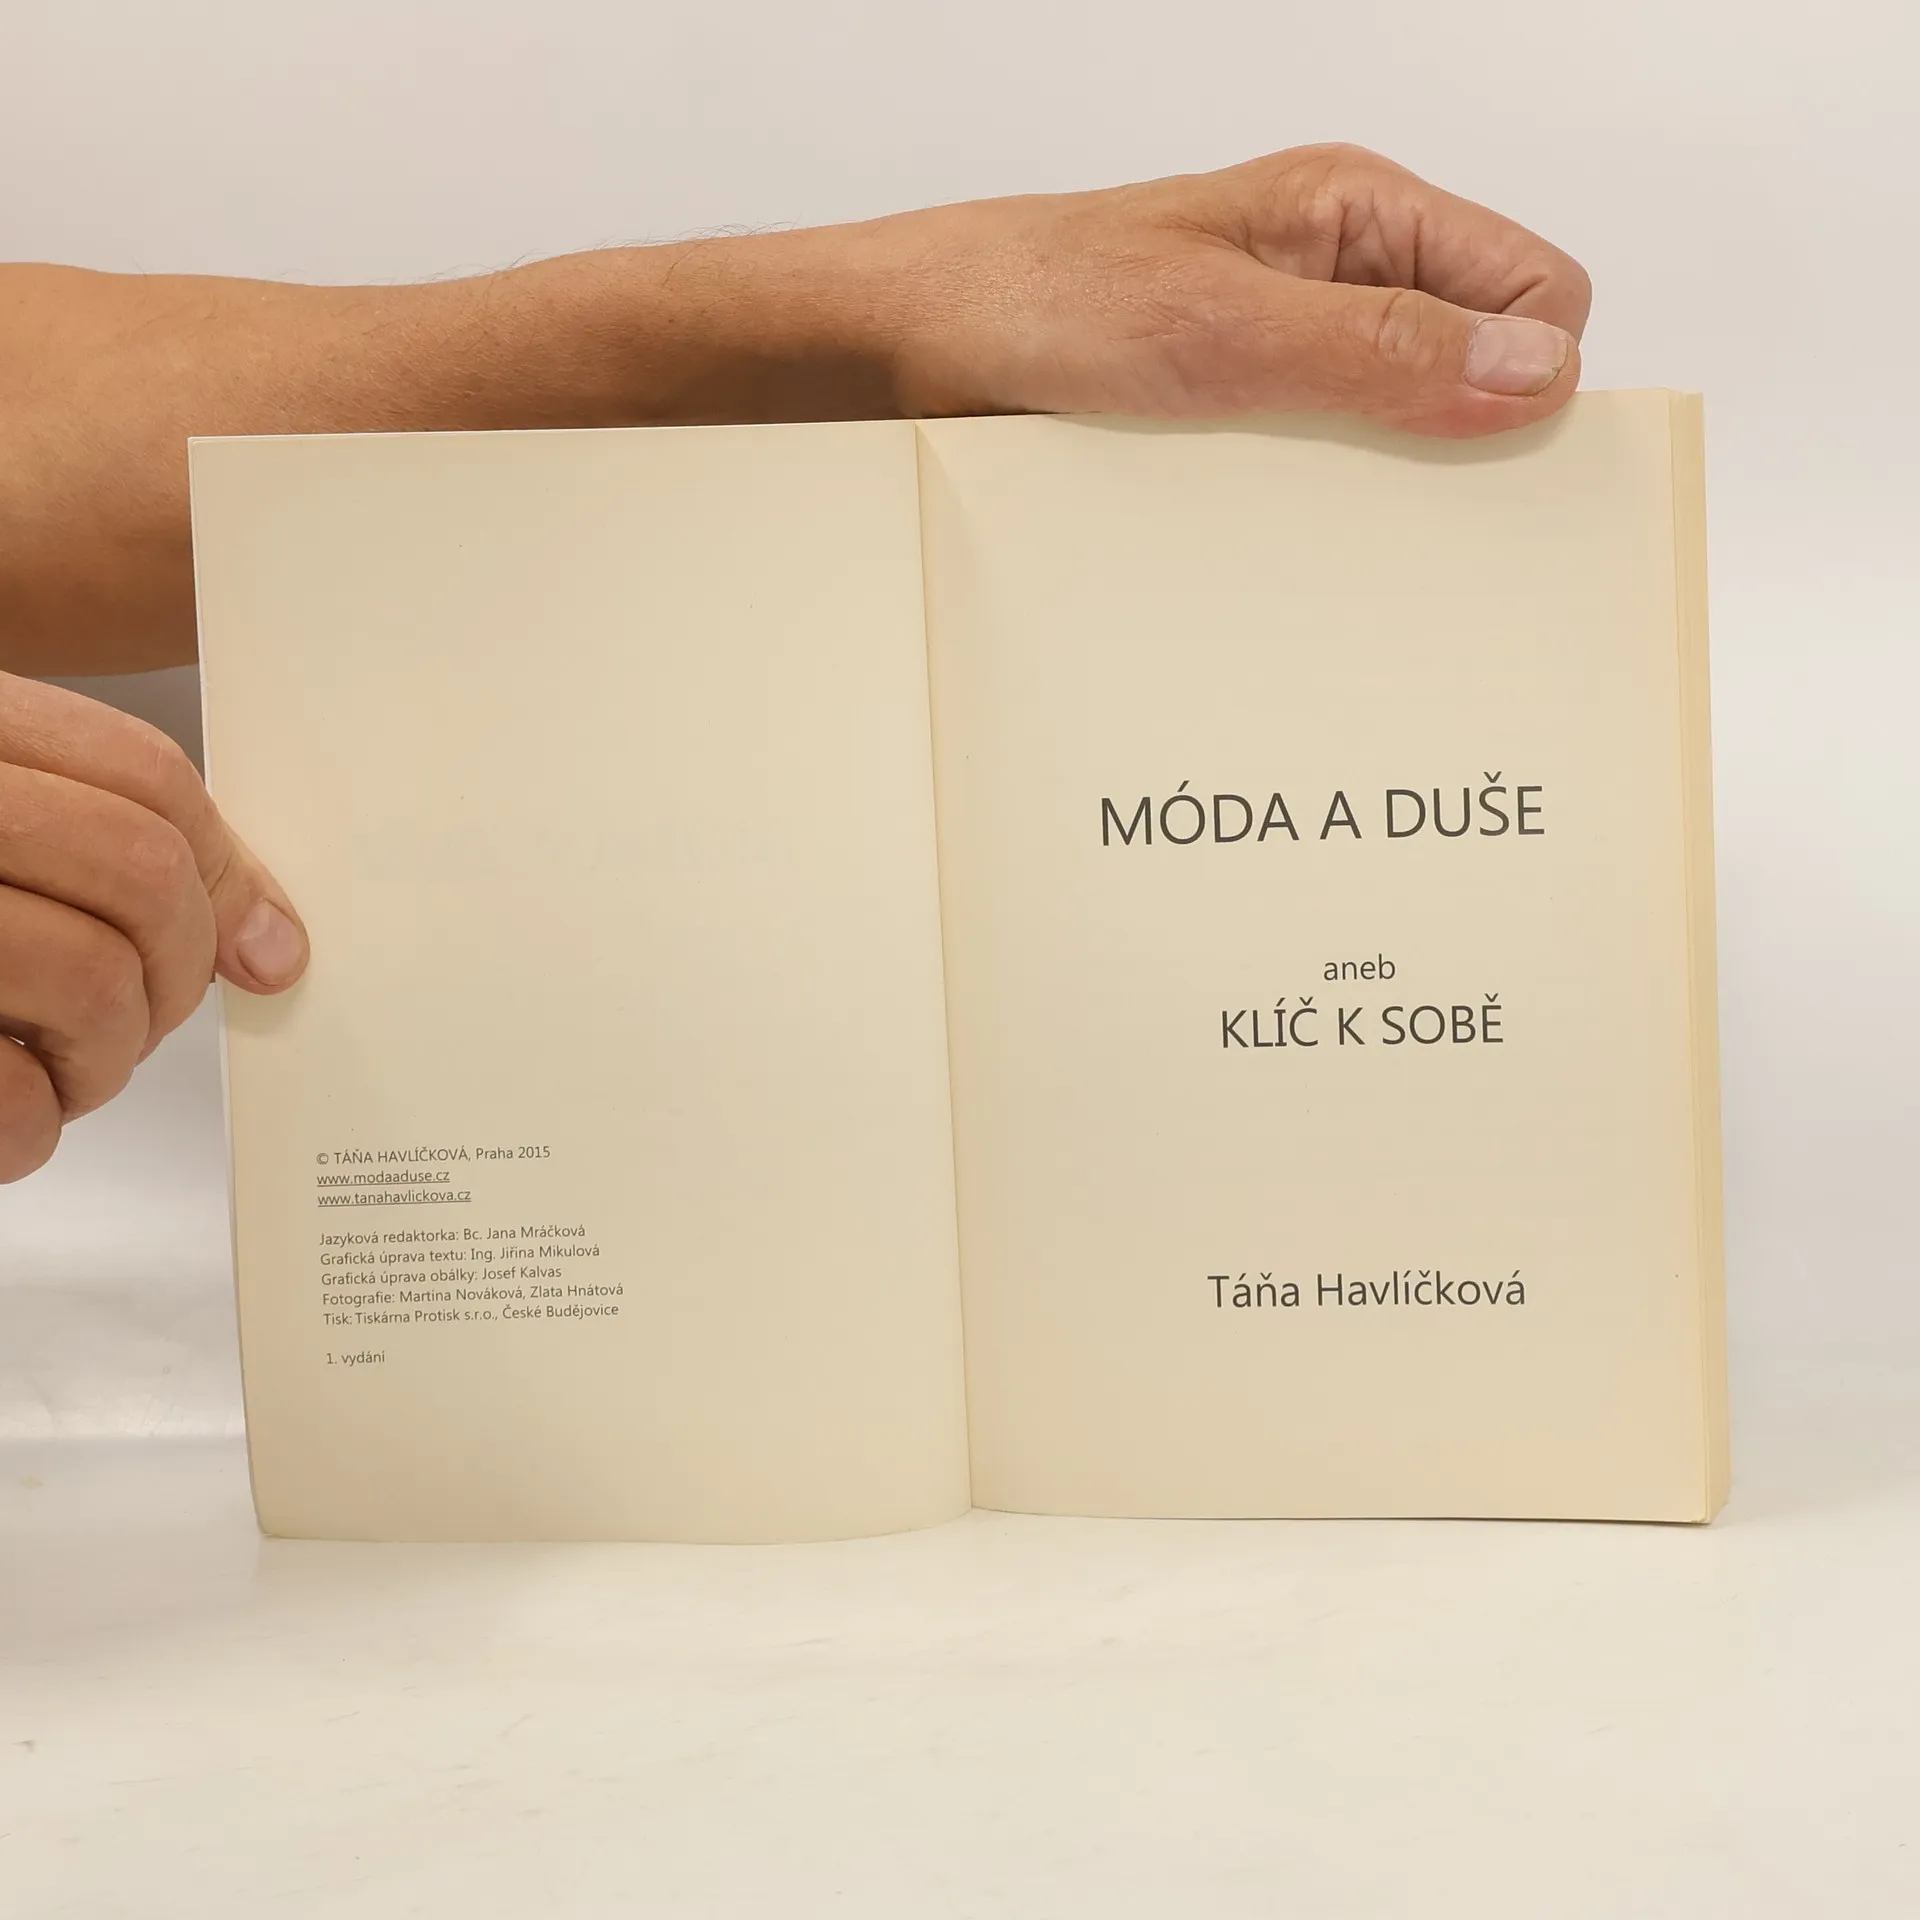 © TÁŇA HAVLÍČKOVÁ, Praha 2015
www.modaaduse.cz
www.tanahavlickova.cz
Jazyková redaktorka: Bc. Jana Mráčková
Grafická úprava textu: Ing. Jiřina Mikulová
Grafická úprava obálky: Josef Kalvas
Fotografie: Martina Nováková, Zlata Hnátová
Tisk: Tiskárna Protisk s.r.o., České Budějovice
1. vydání
MÓDA A DUŠE
aneb
KLÍČ K SOBĚ
Táňa Havlíčková